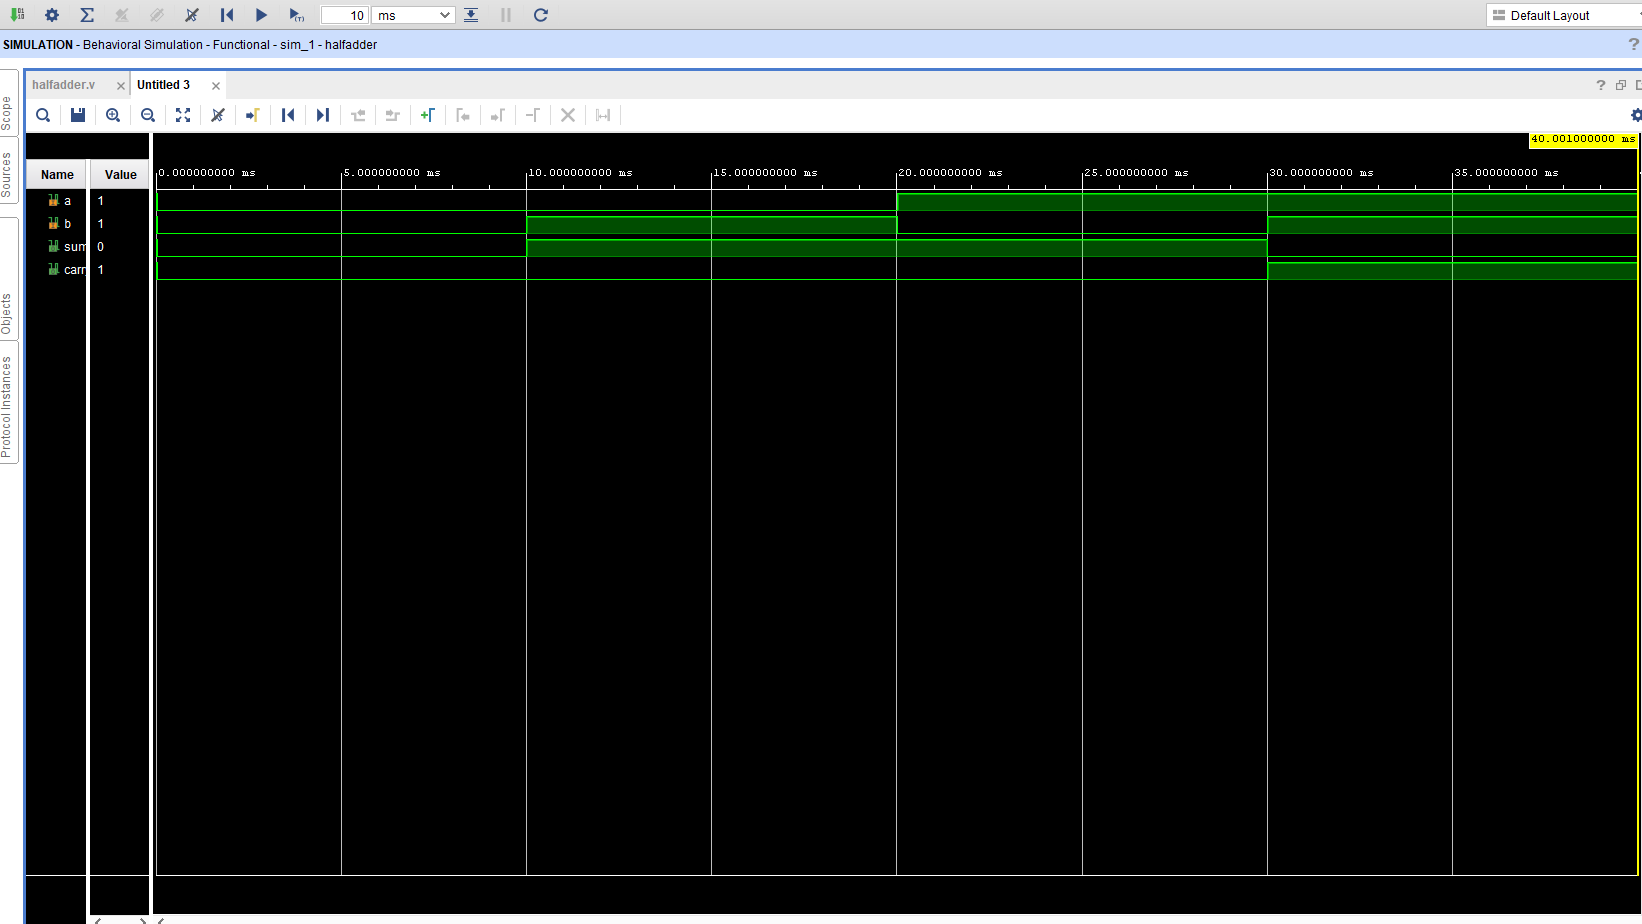 10 ms Default Layout
SIMULATION - Behavioral Simulation - Functional - sim_1 - halfadder ?
halfadder.v Untitled 3 ?
40.001000000 ms
Name Value
0.000000000 ms 5.000000000 ms 10.000000000 ms 15.000000000 ms 20.000000000 ms 25.000000000 ms 30.000000000 ms 35.000000000 ms
a 1
b 1
sum 0
carr 1
Scope
Sources
Objects
Protocol Instances